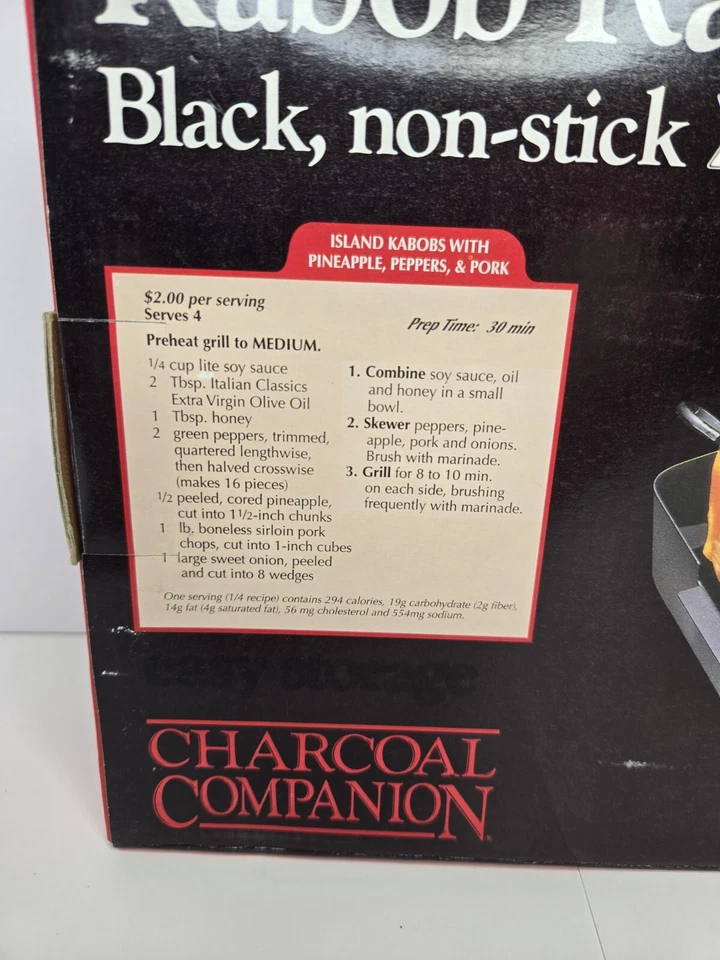 Kabob Ra
Black, non-stick
ISLAND KABOBS WITH
PINEAPPLE, PEPPERS, & PORK
$2.00 per serving
Serves 4
Prep Time: 30 min
Preheat grill to MEDIUM.
1/4 cup lite soy sauce
2 Tbsp. Italian Classics
Extra Virgin Olive Oil
1 Tbsp. honey
2 green peppers, trimmed,
quartered lengthwise,
then halved crosswise
(makes 16 pieces)
1/2 peeled, cored pineapple,
cut into 1 1/2-inch chunks
1 lb. boneless sirloin pork
chops, cut into 1-inch cubes
1 large sweet onion, peeled
and cut into 8 wedges
1. Combine soy sauce, oil
and honey in a small
bowl.
2. Skewer peppers, pine-
apple, pork and onions.
Brush with marinade.
3. Grill for 8 to 10 min.
on each side, brushing
frequently with marinade.
One serving (1/4 recipe) contains 294 calories, 19g carbohydrate (2g fiber),
14g fat (4g saturated fat), 56 mg cholesterol and 554mg sodium.
easy storage
CHARCOAL
COMPANION